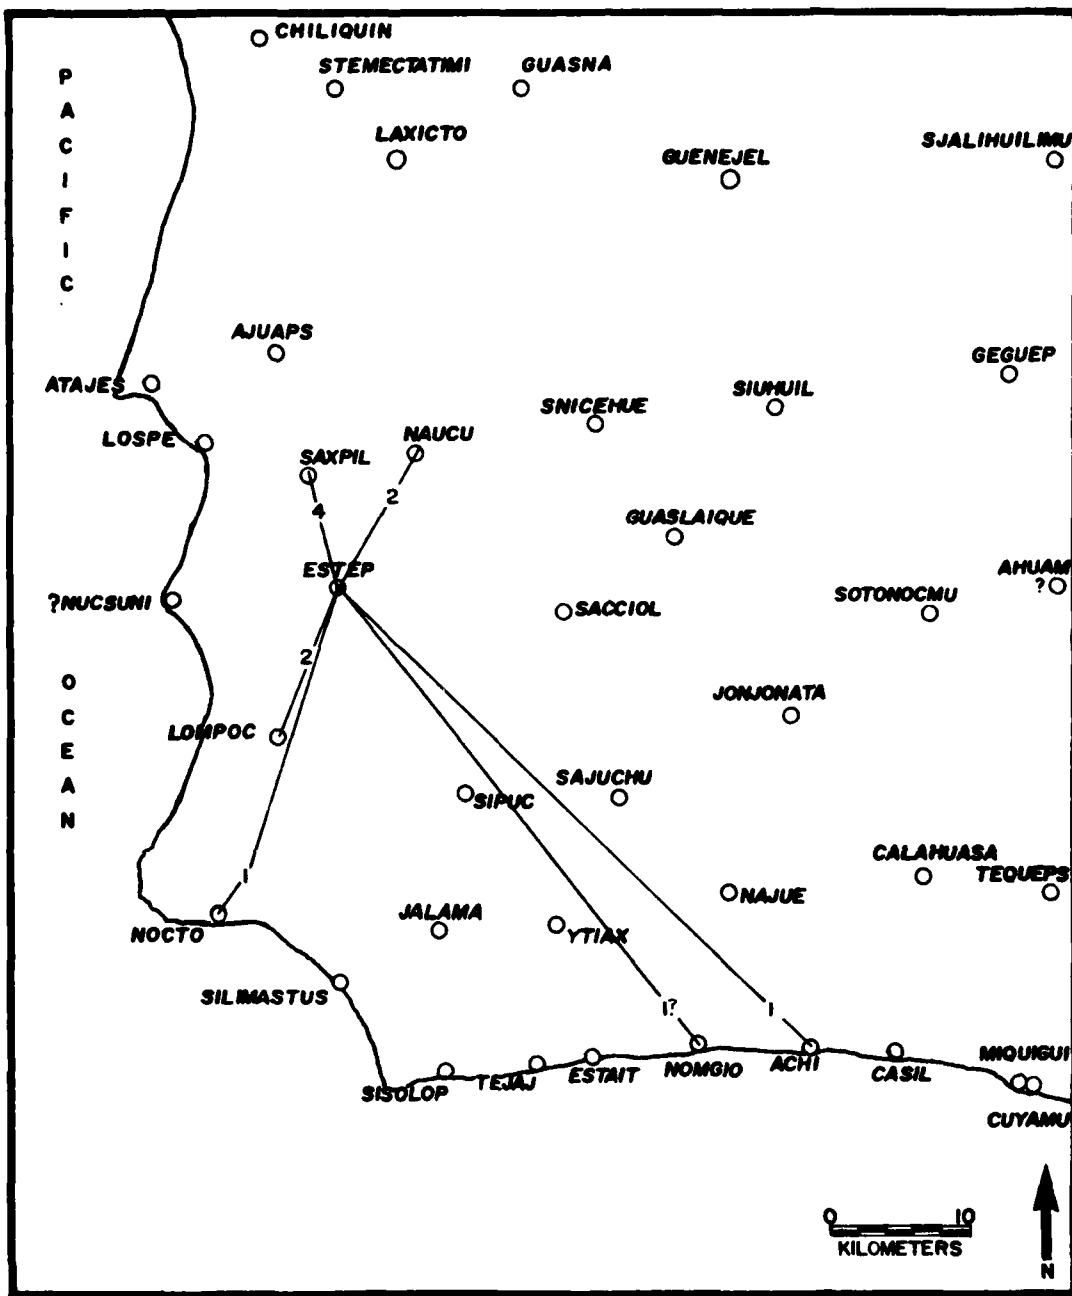 CHILIQUIN
STEMECTATIMI
GUASNA
LAXICTO
GUENEJEL
SJALIHUILIMU
PACIFIC
AJUAPS
ATAJES
GEGUEP
SIUHUIL
SNICEHUE
LOSPE
NAUCU
SAXPIL
2
4
GUASLAIQUE
ESTEP
AHUAM
?
?NUCSUNI
SACCIOL
SOTONOCMU
2
OCEAN
JONJONATA
LOMPOC
SAJUCHU
SIPUC
CALAHUASA
TEQUEPS
1
NAJUE
JALAMA
NOCTO
YTIAX
SILIMASTUS
1?
1
MIQUIGUI
ACHI
NOMGIO
ESTAIT
CASIL
TEJAJ
SISOLOP
CUYAMU
0 10
KILOMETERS
N